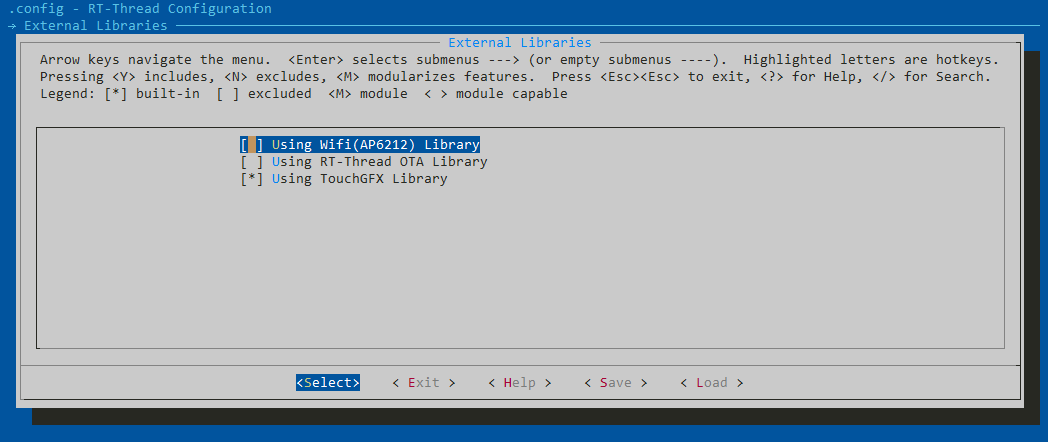 .config - RT-Thread Configuration
→ External Libraries
External Libraries
Arrow keys navigate the menu.  <Enter> selects submenus ---> (or empty submenus ----).  Highlighted letters are hotkeys.
Pressing <Y> includes, <N> excludes, <M> modularizes features.  Press <Esc><Esc> to exit, <?> for Help, </> for Search.
Legend: [*] built-in  [ ] excluded  <M> module  < > module capable
[ ] Using Wifi(AP6212) Library
[ ] Using RT-Thread OTA Library
[*] Using TouchGFX Library
<Select>    < Exit >    < Help >    < Save >    < Load >